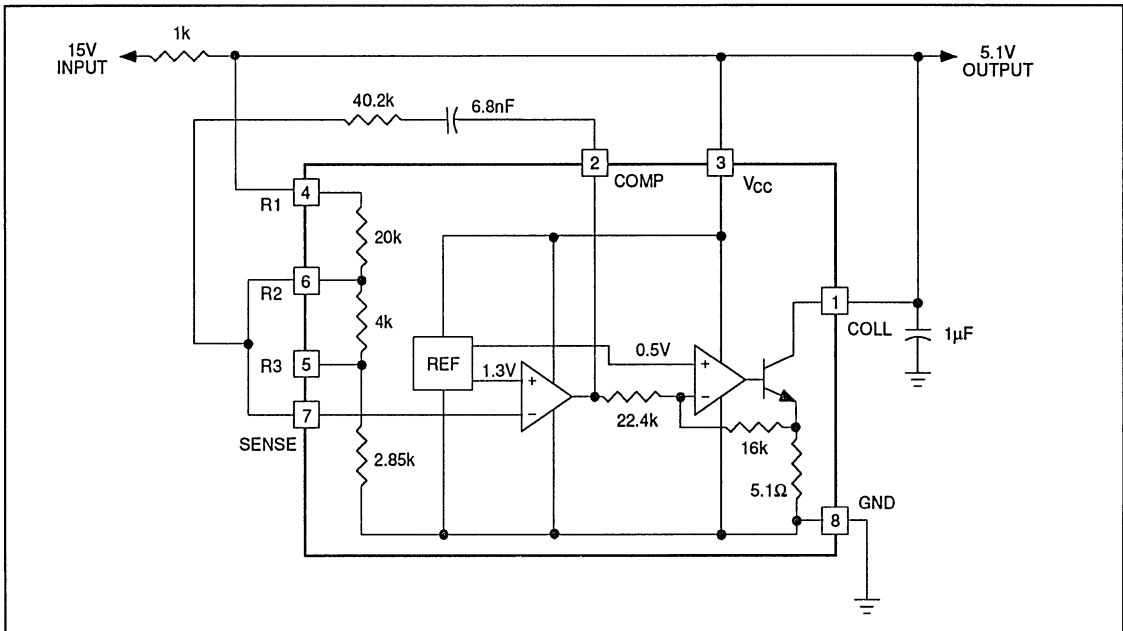 1k
15V
INPUT
5.1V
OUTPUT
40.2k
6.8nF
2
COMP
3
VCC
R1
4
20k
R2
6
4k
1
COLL
1µF
R3
5
REF
0.5V
+
1.3V
+
−
−
7
SENSE
22.4k
16k
2.85k
5.1Ω
GND
8